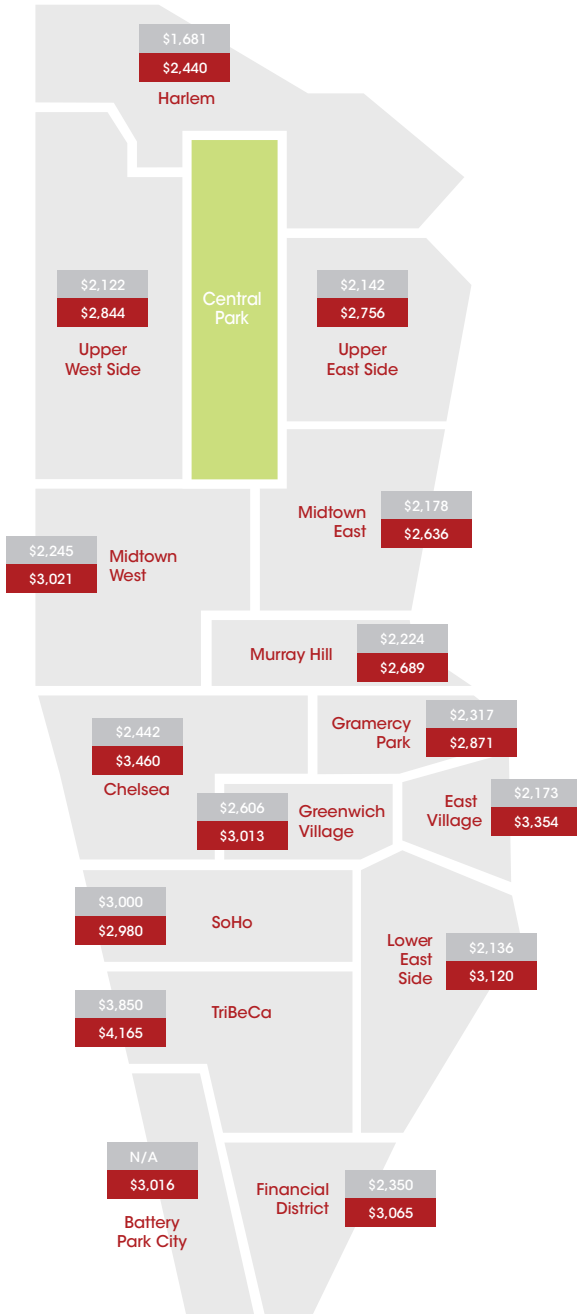 $1,681
$2,440
Harlem
$2,122
$2,844
Upper
West Side
Central
Park
$2,142
$2,756
Upper
East Side
Midtown
East
$2,178
$2,636
$2,245
$3,021
Midtown
West
Murray Hill
$2,224
$2,689
$2,442
$3,460
Chelsea
Gramercy
Park
$2,317
$2,871
$2,606
$3,013
Greenwich
Village
East
Village
$2,173
$3,354
$3,000
$2,980
SoHo
Lower
East
Side
$2,136
$3,120
$3,850
$4,165
TriBeCa
N/A
$3,016
Battery
Park City
Financial
District
$2,350
$3,065